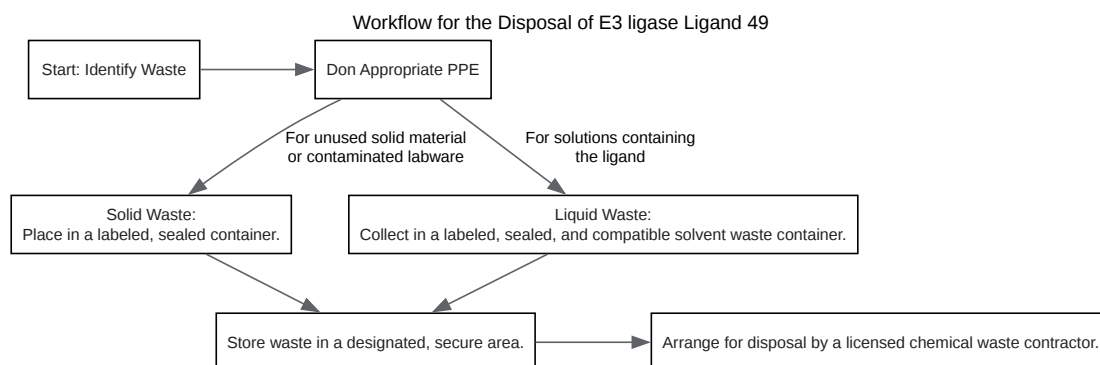 Workflow for the Disposal of E3 ligase Ligand 49
Start: Identify Waste
Don Appropriate PPE
For unused solid material
or contaminated labware
For solutions containing
the ligand
Solid Waste:
Place in a labeled, sealed container.
Liquid Waste:
Collect in a labeled, sealed, and compatible solvent waste container.
Store waste in a designated, secure area.
Arrange for disposal by a licensed chemical waste contractor.